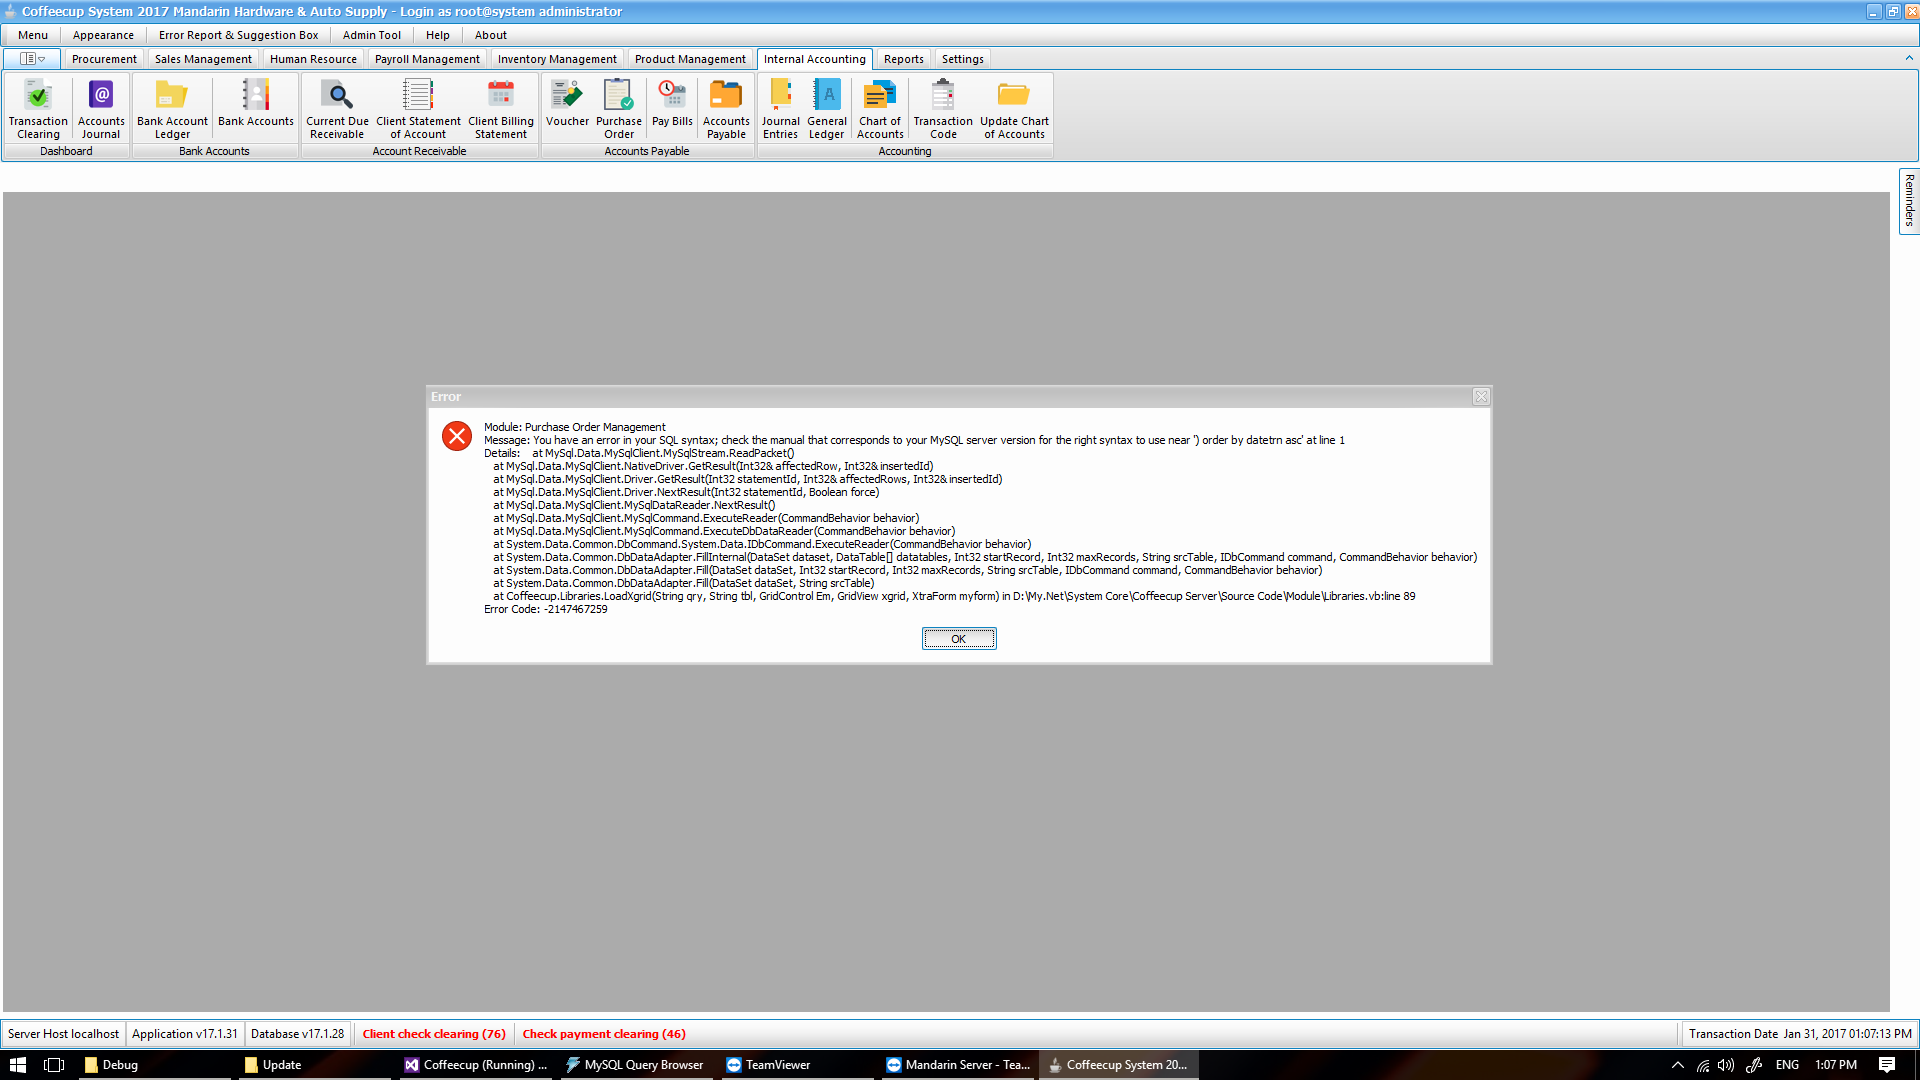 Coffeecup System 2017 Mandarin Hardware & Auto Supply - Login as root@system administrator
Menu Appearance Error Report & Suggestion Box Admin Tool Help About
Procurement Sales Management Human Resource Payroll Management Inventory Management Product Management Internal Accounting Reports Settings
Transaction Clearing
Accounts Journal
Dashboard
Bank Account Ledger
Bank Accounts
Bank Accounts
Current Due Receivable
Client Statement of Account
Client Billing Statement
Account Receivable
Voucher
Purchase Order
Pay Bills
Accounts Payable
Accounts Payable
Journal Entries
General Ledger
Chart of Accounts
Transaction Code
Update Chart of Accounts
Accounting
Reminders
Error
Module: Purchase Order Management
Message: You have an error in your SQL syntax; check the manual that corresponds to your MySQL server version for the right syntax to use near ') order by datetrn asc' at line 1
Details:    at MySql.Data.MySqlClient.MySqlStream.ReadPacket()
at MySql.Data.MySqlClient.NativeDriver.GetResult(Int32& affectedRow, Int32& insertedId)
at MySql.Data.MySqlClient.Driver.GetResult(Int32 statementId, Int32& affectedRows, Int32& insertedId)
at MySql.Data.MySqlClient.Driver.NextResult(Int32 statementId, Boolean force)
at MySql.Data.MySqlClient.MySqlDataReader.NextResult()
at MySql.Data.MySqlClient.MySqlCommand.ExecuteReader(CommandBehavior behavior)
at MySql.Data.MySqlClient.MySqlCommand.ExecuteDbDataReader(CommandBehavior behavior)
at System.Data.Common.DbCommand.System.Data.IDbCommand.ExecuteReader(CommandBehavior behavior)
at System.Data.Common.DbDataAdapter.FillInternal(DataSet dataset, DataTable[] datatables, Int32 startRecord, Int32 maxRecords, String srcTable, IDbCommand command, CommandBehavior behavior)
at System.Data.Common.DbDataAdapter.Fill(DataSet dataSet, Int32 startRecord, Int32 maxRecords, String srcTable, IDbCommand command, CommandBehavior behavior)
at System.Data.Common.DbDataAdapter.Fill(DataSet dataSet, String srcTable)
at Coffeecup.Libraries.LoadXgrid(String qry, String tbl, GridControl Em, GridView xgrid, XtraForm myform) in D:\My.Net\System Core\Coffeecup Server\Source Code\Module\Libraries.vb:line 89
Error Code: -2147467259
OK
Server Host localhost Application v17.1.31 Database v17.1.28 Client check clearing (76) Check payment clearing (46) Transaction Date Jan 31, 2017 01:07:13 PM
Debug Update Coffeecup (Running) ... MySQL Query Browser TeamViewer Mandarin Server - Tea... Coffeecup System 20... ENG 1:07 PM